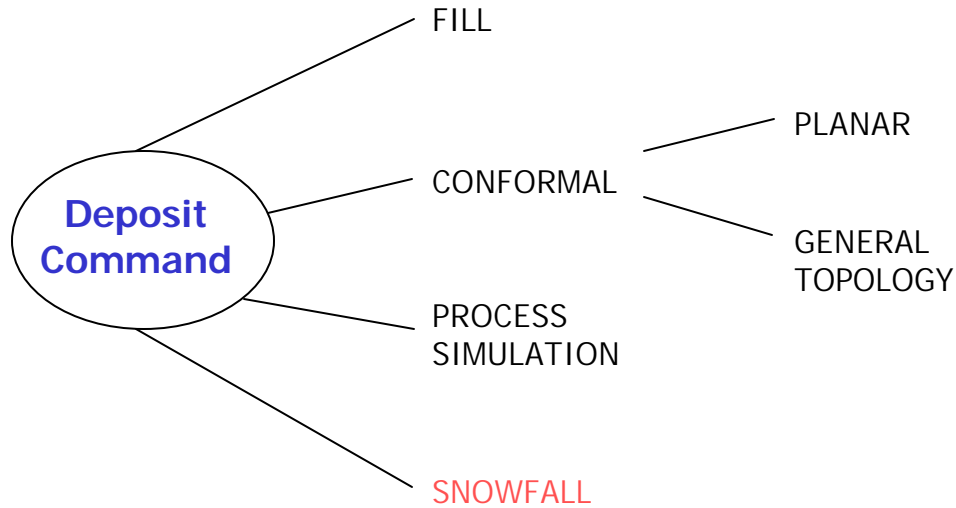 FILL
PLANAR
CONFORMAL
Deposit
Command
GENERAL
TOPOLOGY
PROCESS
SIMULATION
SNOWFALL